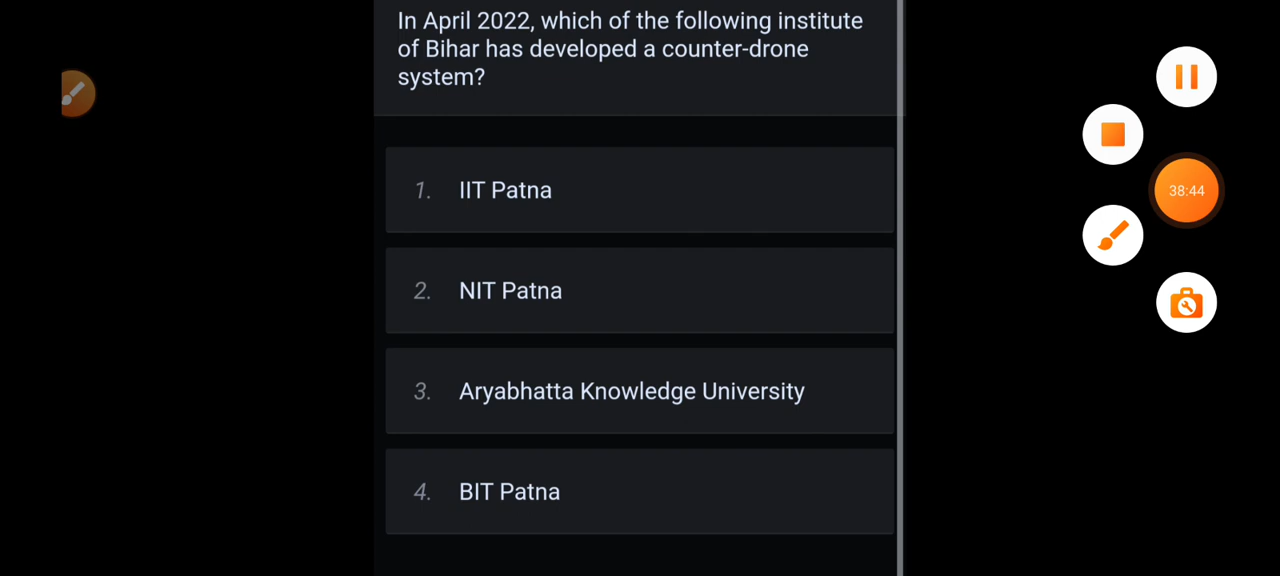 In April 2022, which of the following institute
of Bihar has developed a counter-drone
system?
1. IIT Patna
2. NIT Patna
3. Aryabhatta Knowledge University
4. BIT Patna
38:44